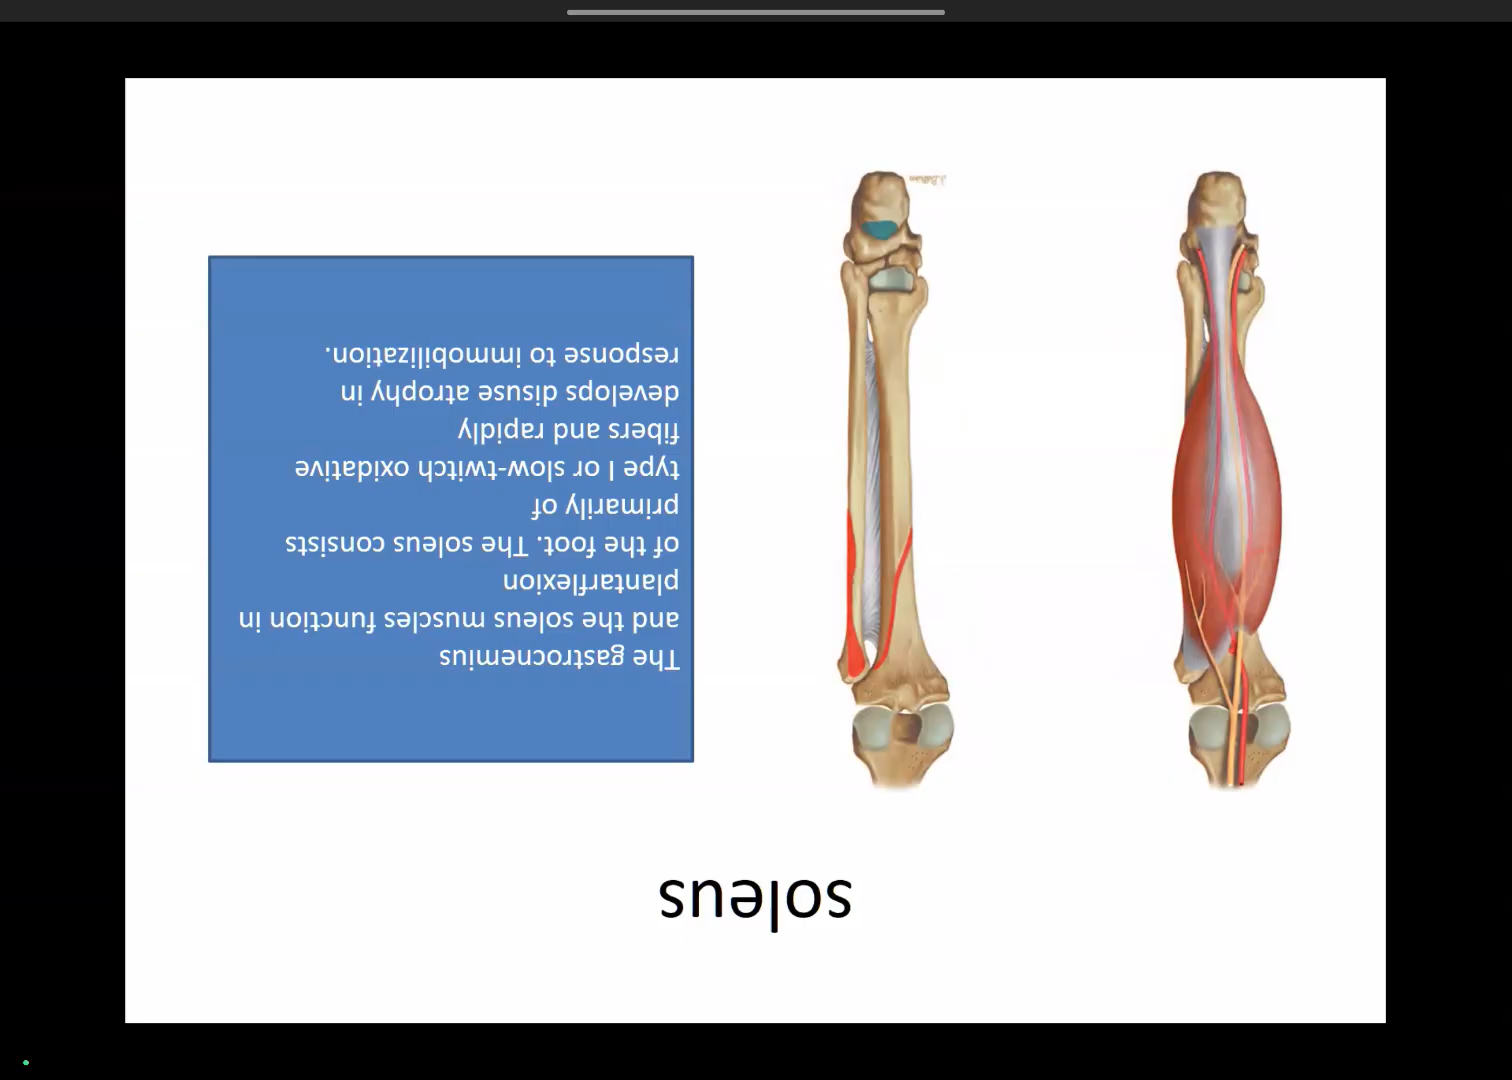 soleus
The gastrocnemius
and the soleus muscles function in
plantarflexion
of the foot. The soleus consists
primarily of
type I or slow-twitch oxidative
fibers and rapidly
develops disuse atrophy in
response to immobilization.